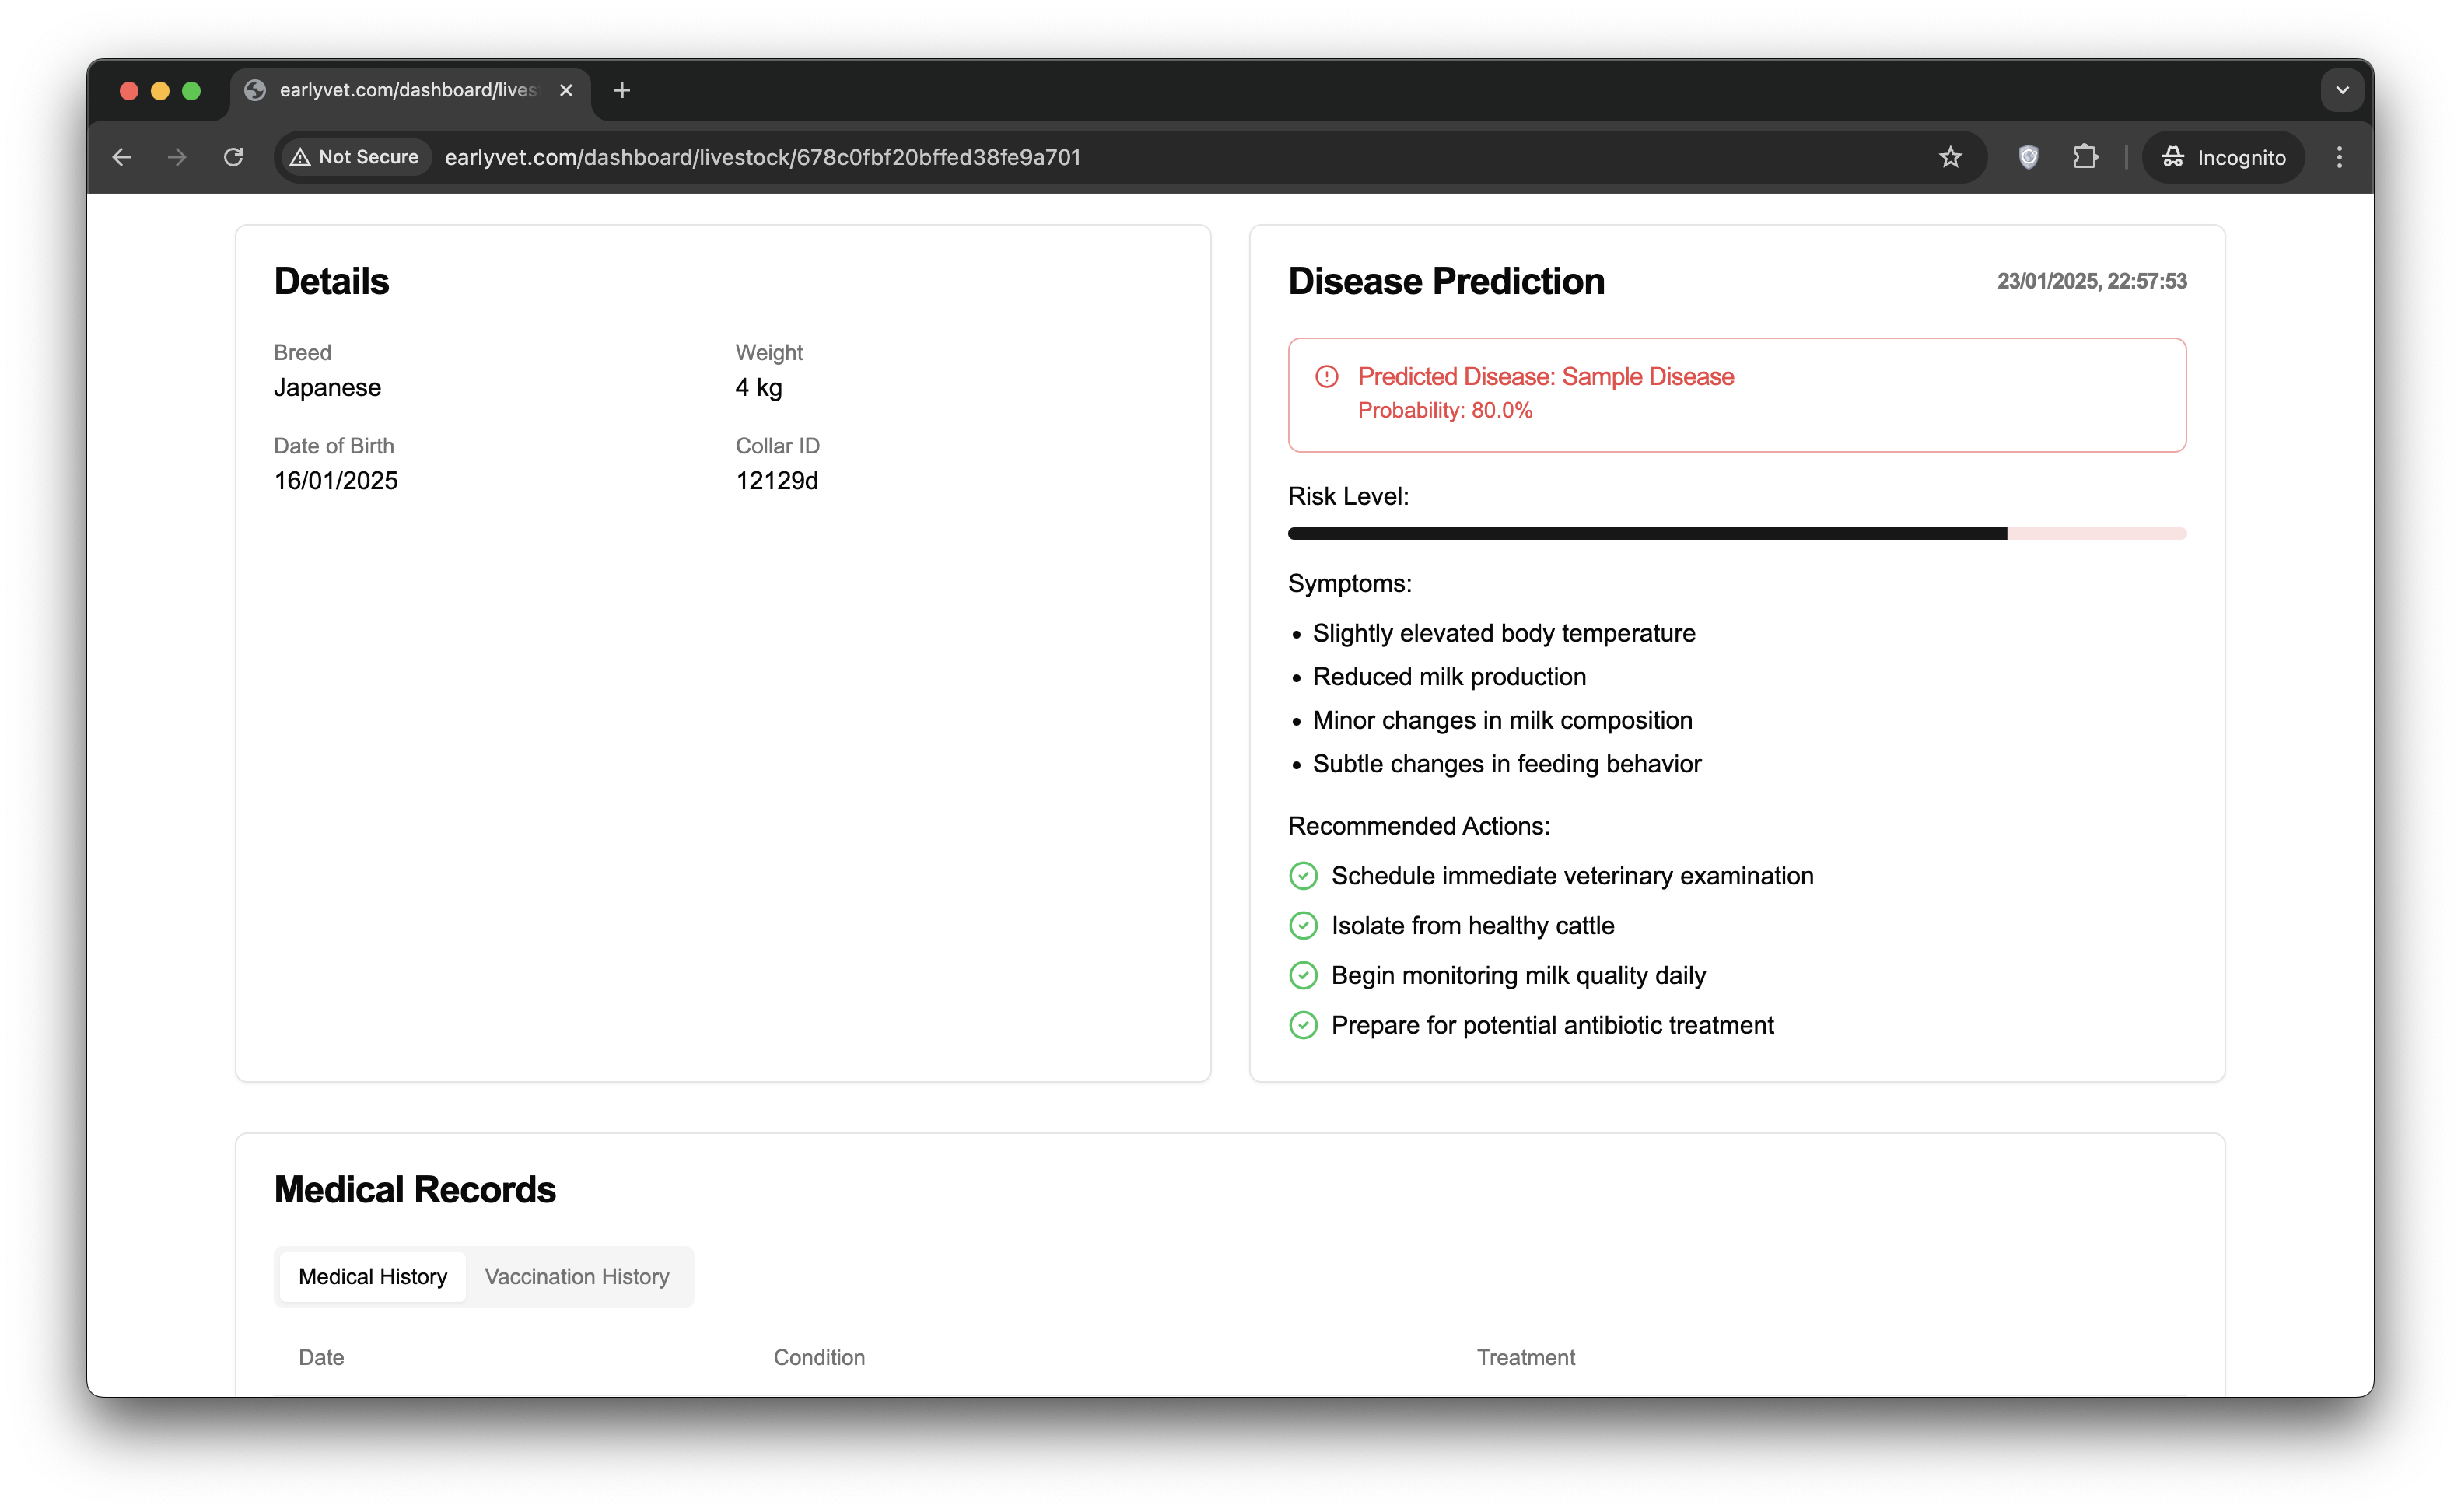 earlyvet.com/dashboard/lives
Not Secure
earlyvet.com/dashboard/livestock/678c0fbf20bffed38fe9a701
Incognito
Details
Breed
Japanese
Weight
4 kg
Date of Birth
16/01/2025
Collar ID
12129d
Disease Prediction
23/01/2025, 22:57:53
Predicted Disease: Sample Disease
Probability: 80.0%
Risk Level:
Symptoms:
• Slightly elevated body temperature
• Reduced milk production
• Minor changes in milk composition
• Subtle changes in feeding behavior
Recommended Actions:
Schedule immediate veterinary examination
Isolate from healthy cattle
Begin monitoring milk quality daily
Prepare for potential antibiotic treatment
Medical Records
Medical History Vaccination History
Date Condition Treatment